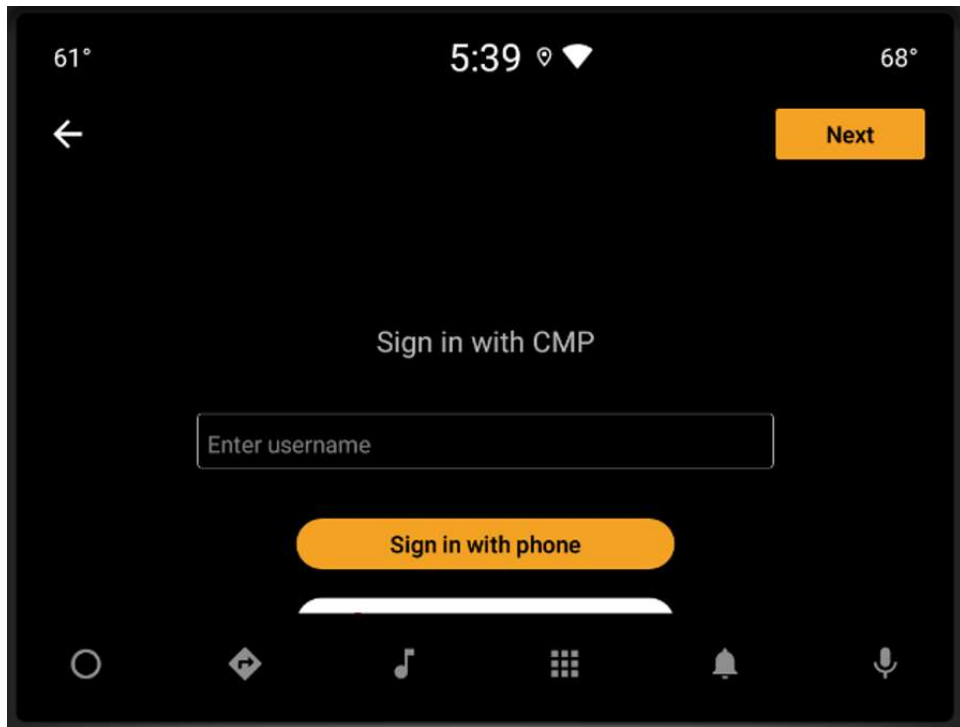 61°
5:39
68°
Next
Sign in with CMP
Enter username
Sign in with phone